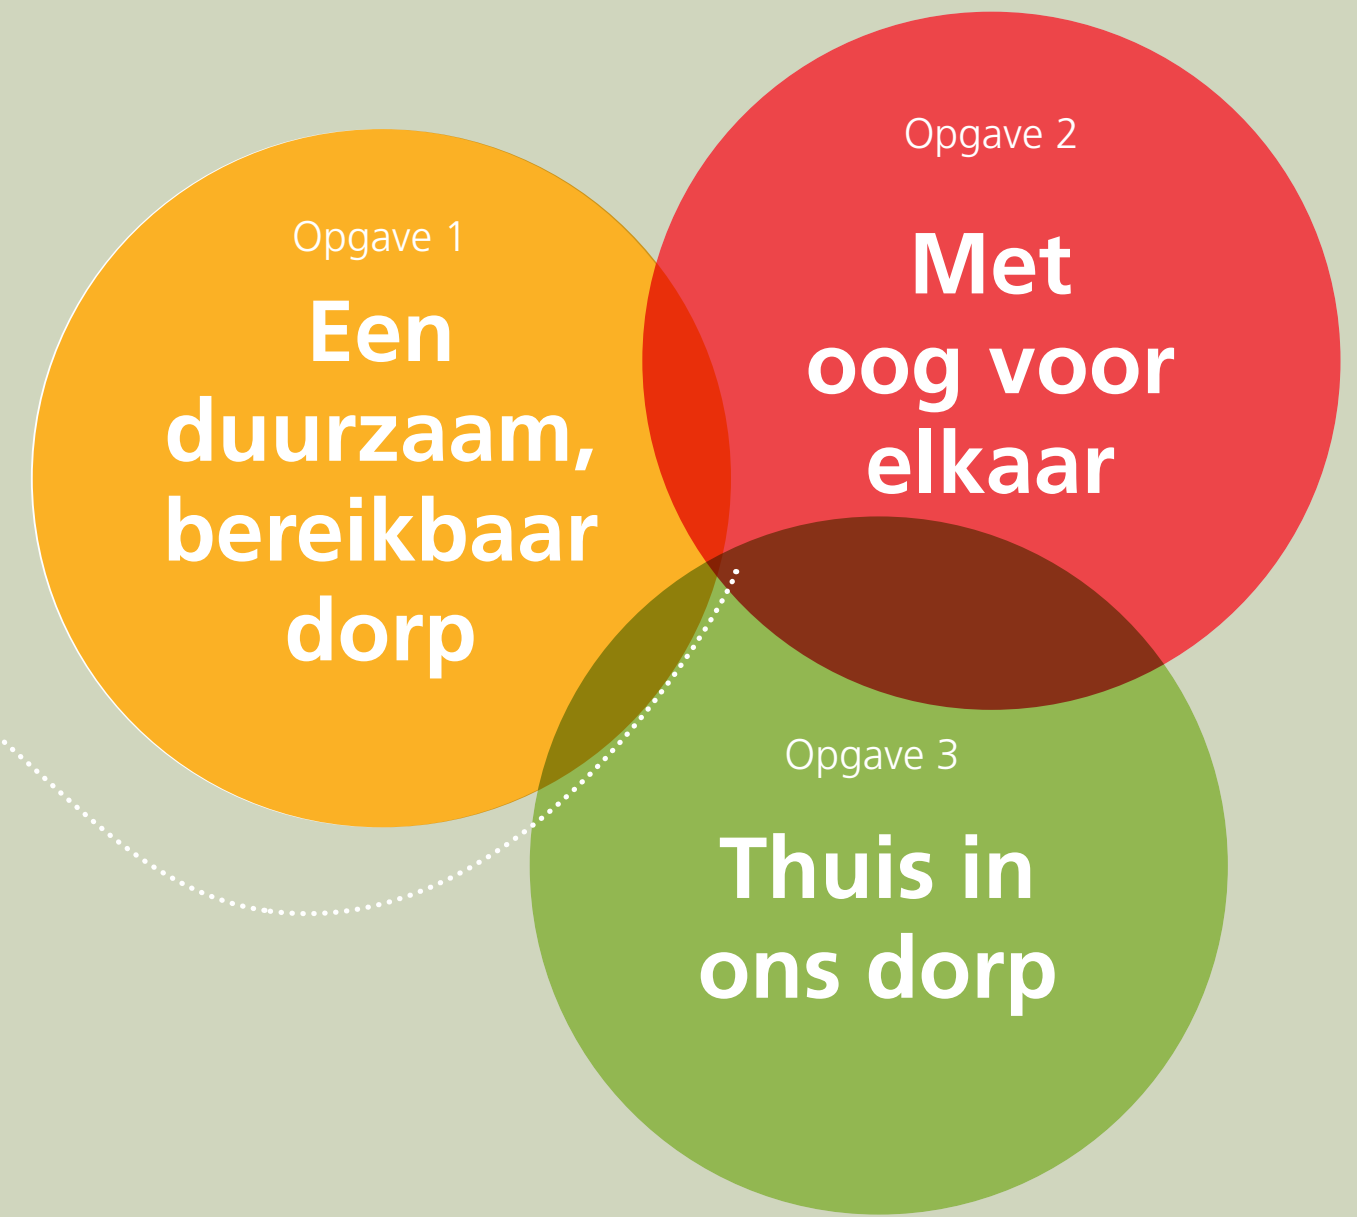 Opgave 1
Een
duurzaam,
bereikbaar
dorp
Opgave 2
Met
oog voor
elkaar
Opgave 3
Thuis in
ons dorp